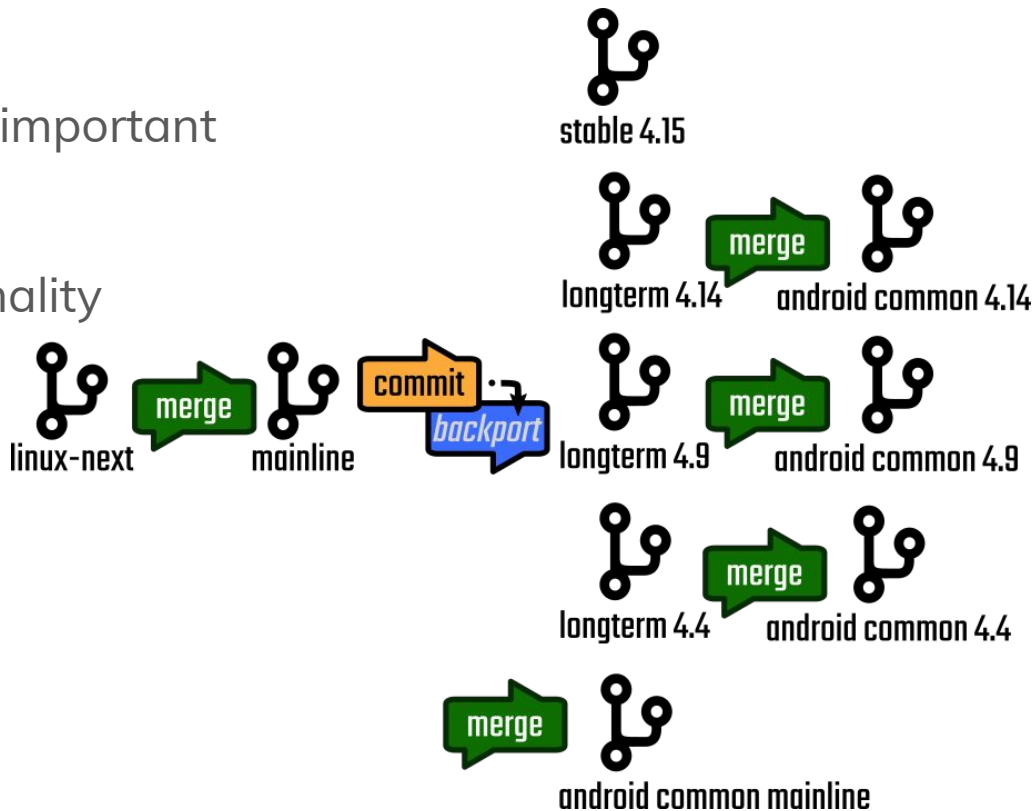 important
stable 4.15
merge
longterm 4.14
android common 4.14
nality
linux-next
merge
mainline
commit
backport
longterm 4.9
merge
android common 4.9
longterm 4.4
merge
android common 4.4
merge
android common mainline